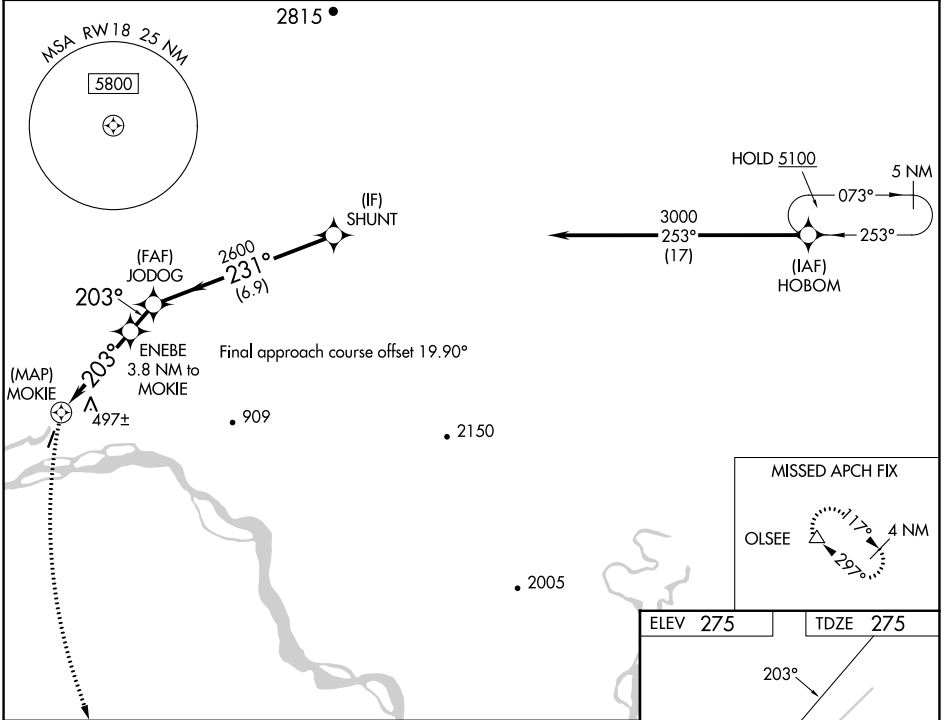 2815
MSA RW18 25 NM
5800
HOLD 5100
5 NM
073°
(IF)
SHUNT
3000
253°
(17)
253°
(IAF)
HOBOM
(FAF)
JODOG
2600
231°
(6.9)
203°
ENEBE
3.8 NM to
MOKIE
Final approach course offset 19.90°
203°
(MAP)
MOKIE
497±
909
2150
MISSED APCH FIX
OLSEE
117°
4 NM
297°
2005
ELEV 275
TDZE 275
203°